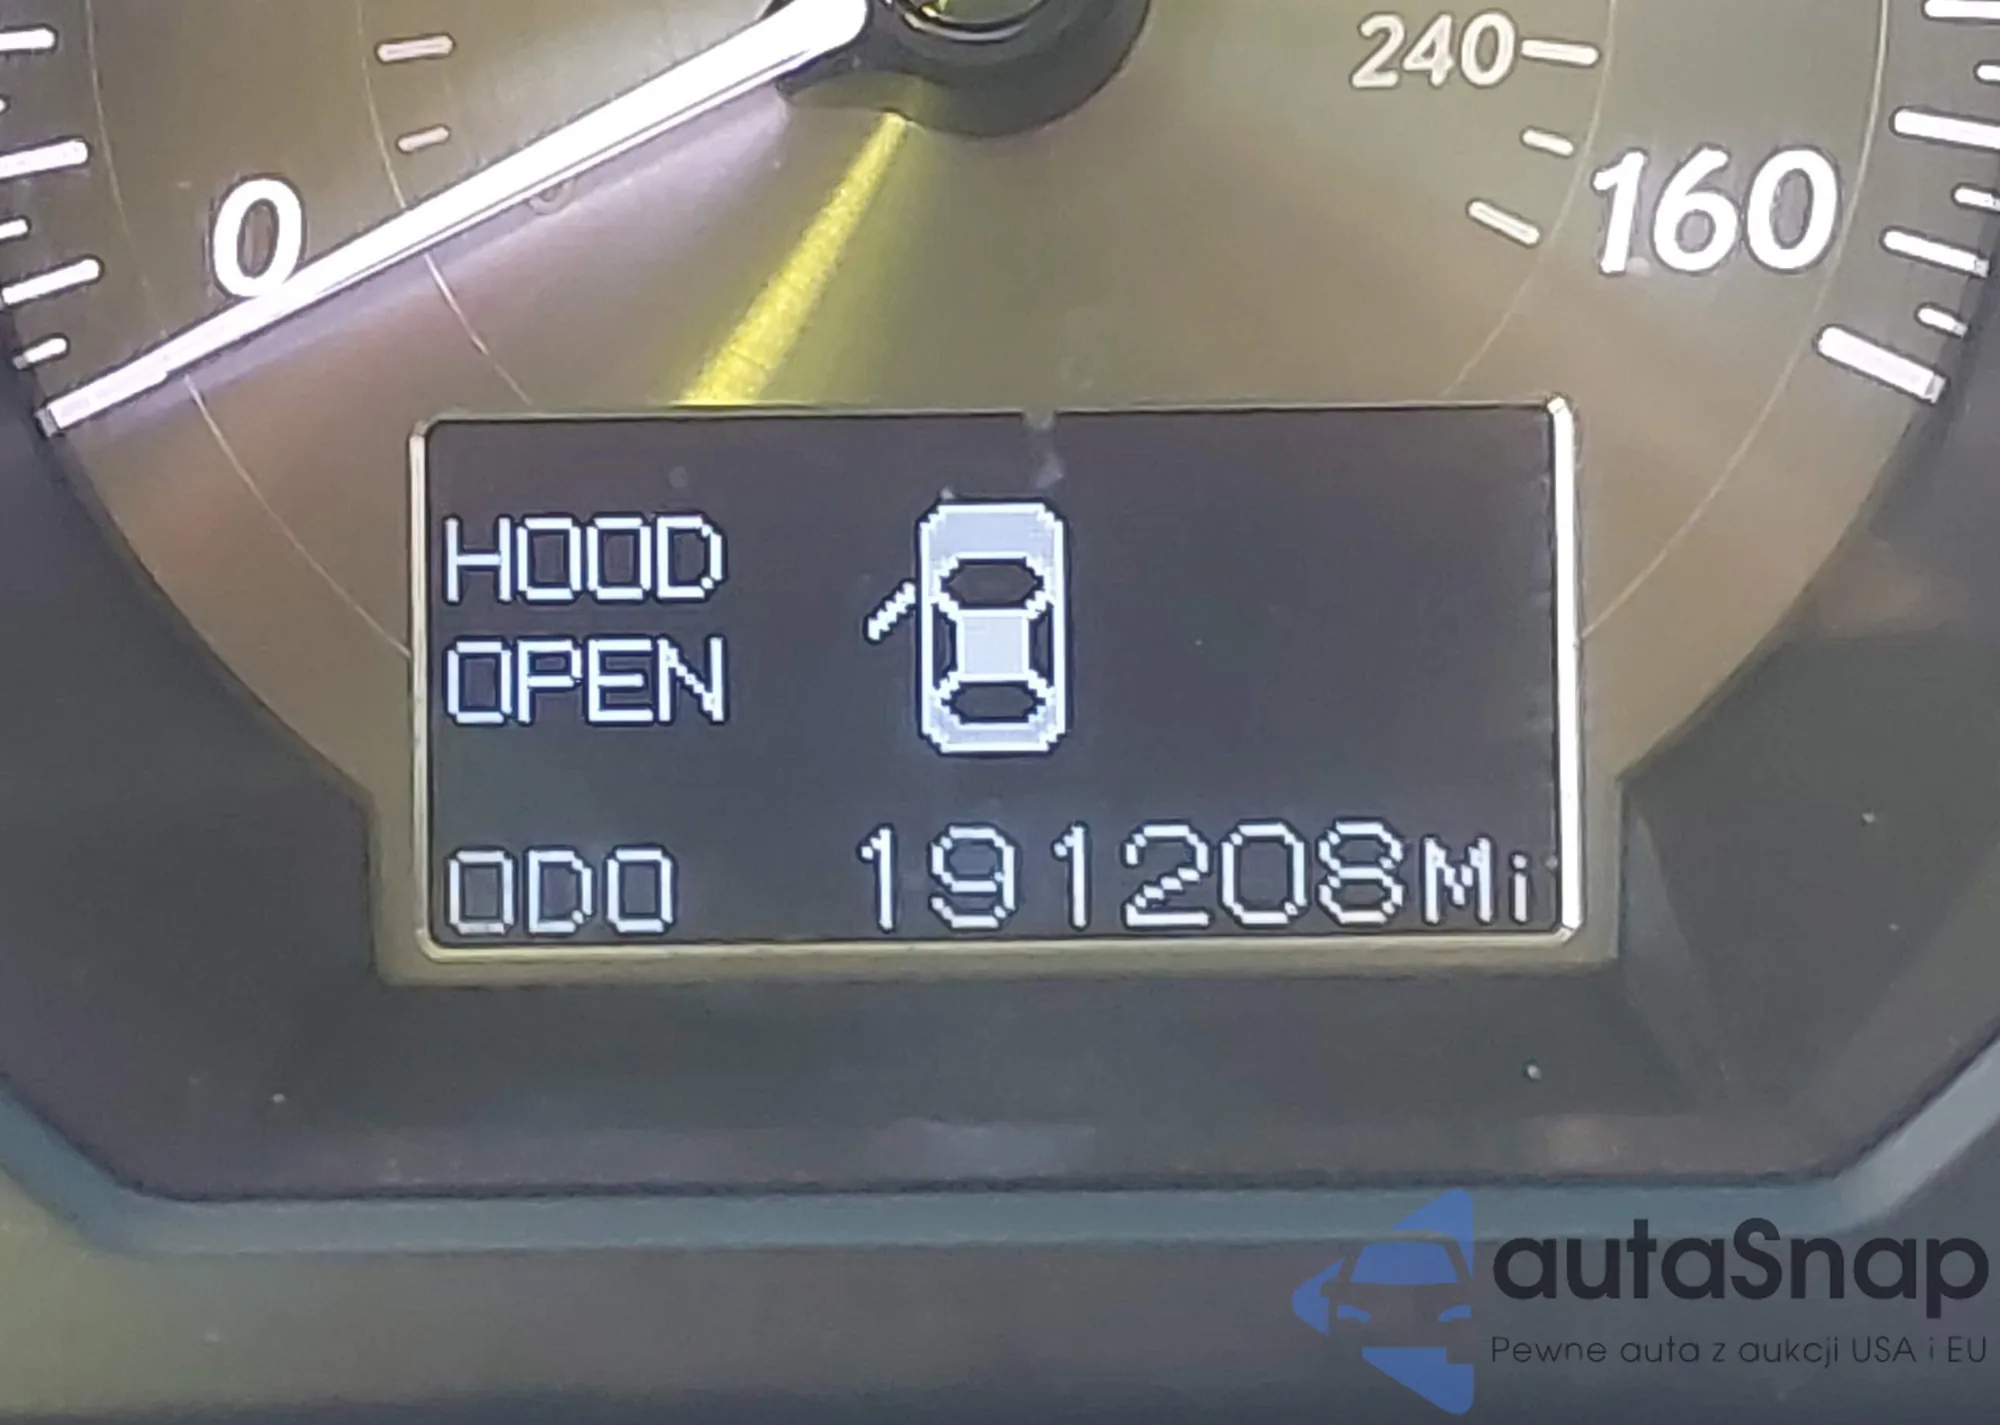 240
0
160
HOOD
OPEN
ODO 191208Mi
autaSnap
Pewne auta z aukcji USA i EU